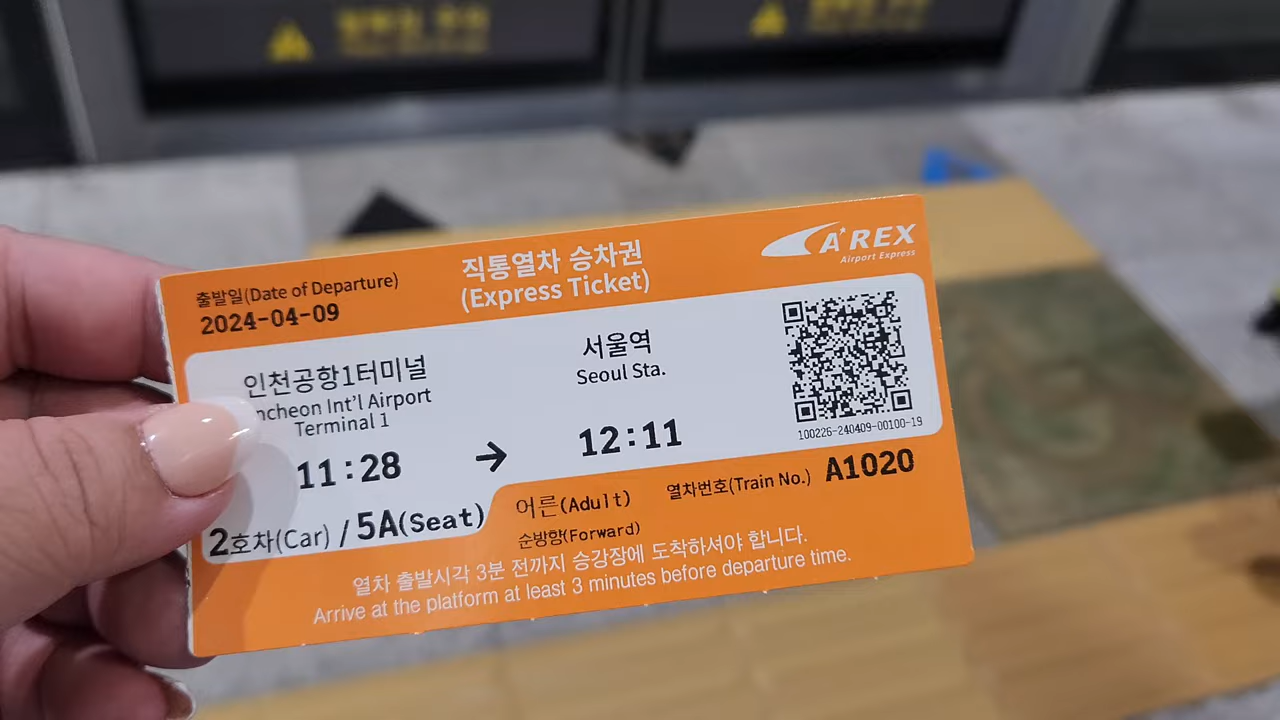 출발일(Date of Departure)
2024-04-09
직통열차 승차권
(Express Ticket)
A'REX
Airport Express
인천공항1터미널
ncheon Int'l Airport
Terminal 1
11:28
→
서울역
Seoul Sta.
12:11
100226-240409-00100-19
2호차(Car) / 5A(Seat)
어른(Adult)
순방향(Forward)
열차번호(Train No.) A1020
열차 출발시각 3분 전까지 승강장에 도착하셔야 합니다.
Arrive at the platform at least 3 minutes before departure time.